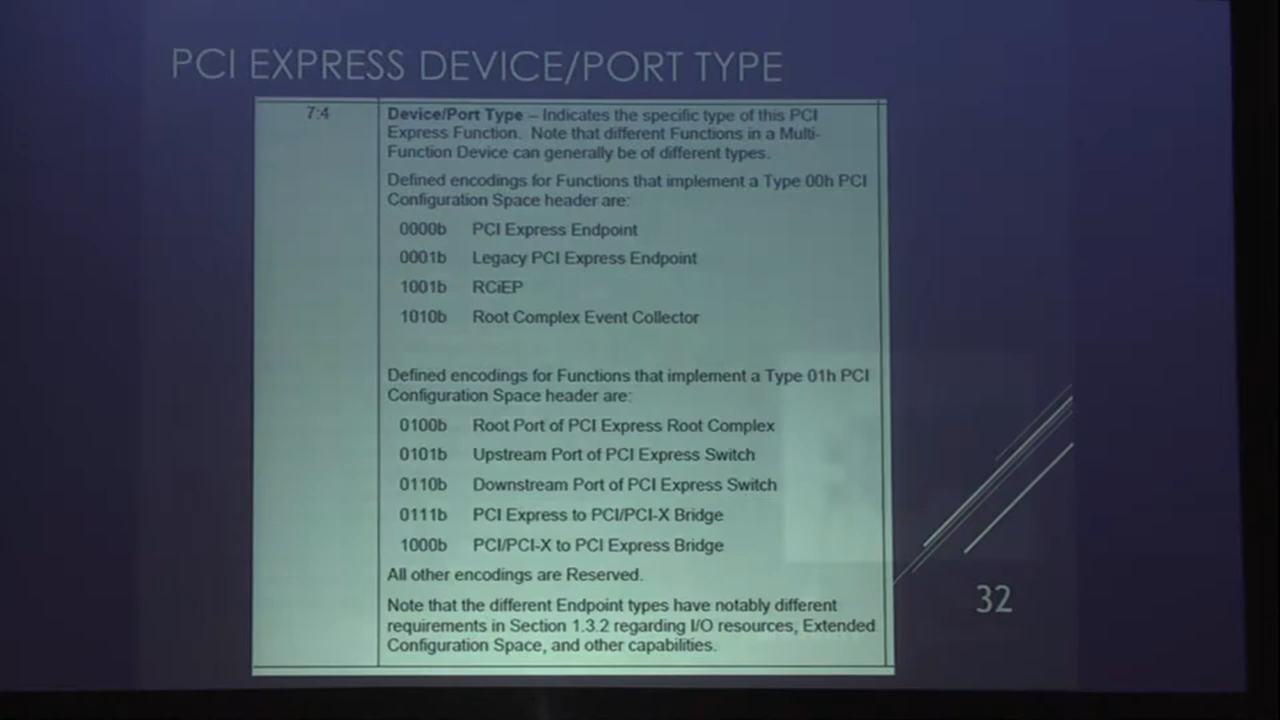 PCI EXPRESS DEVICE/PORT TYPE
7:4
Device/Port Type – Indicates the specific type of this PCI
Express Function. Note that different Functions in a Multi-
Function Device can generally be of different types.
Defined encodings for Functions that implement a Type 00h PCI
Configuration Space header are:
0000b PCI Express Endpoint
0001b Legacy PCI Express Endpoint
1001b RCiEP
1010b Root Complex Event Collector
Defined encodings for Functions that implement a Type 01h PCI
Configuration Space header are:
0100b Root Port of PCI Express Root Complex
0101b Upstream Port of PCI Express Switch
0110b Downstream Port of PCI Express Switch
0111b PCI Express to PCI/PCI-X Bridge
1000b PCI/PCI-X to PCI Express Bridge
All other encodings are Reserved.
Note that the different Endpoint types have notably different
requirements in Section 1.3.2 regarding I/O resources, Extended
Configuration Space, and other capabilities.
32